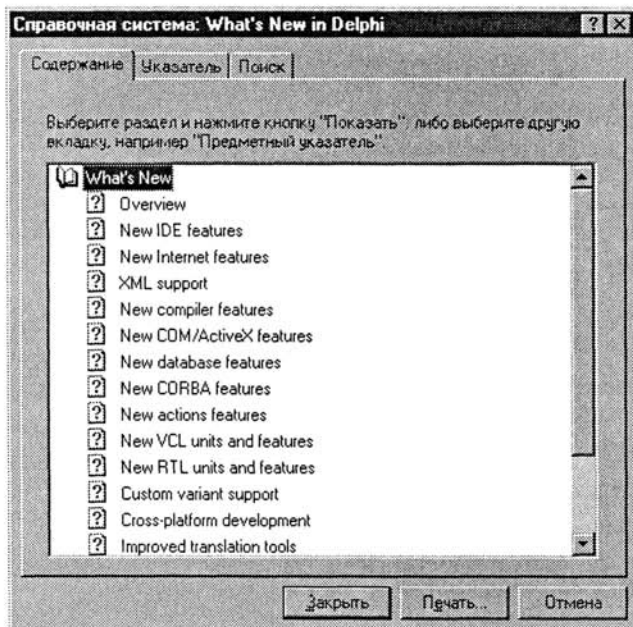 Справочная система: What's New in Delphi
Содержание Указатель Поиск
Выберите раздел и нажмите кнопку "Показать", либо выберите другую
вкладку, например "Предметный указатель".
What's New
Overview
New IDE features
New Internet features
XML support
New compiler features
New COM/ActiveX features
New database features
New CORBA features
New actions features
New VCL units and features
New RTL units and features
Custom variant support
Cross-platform development
Improved translation tools
Закрыть Печать... Отмена